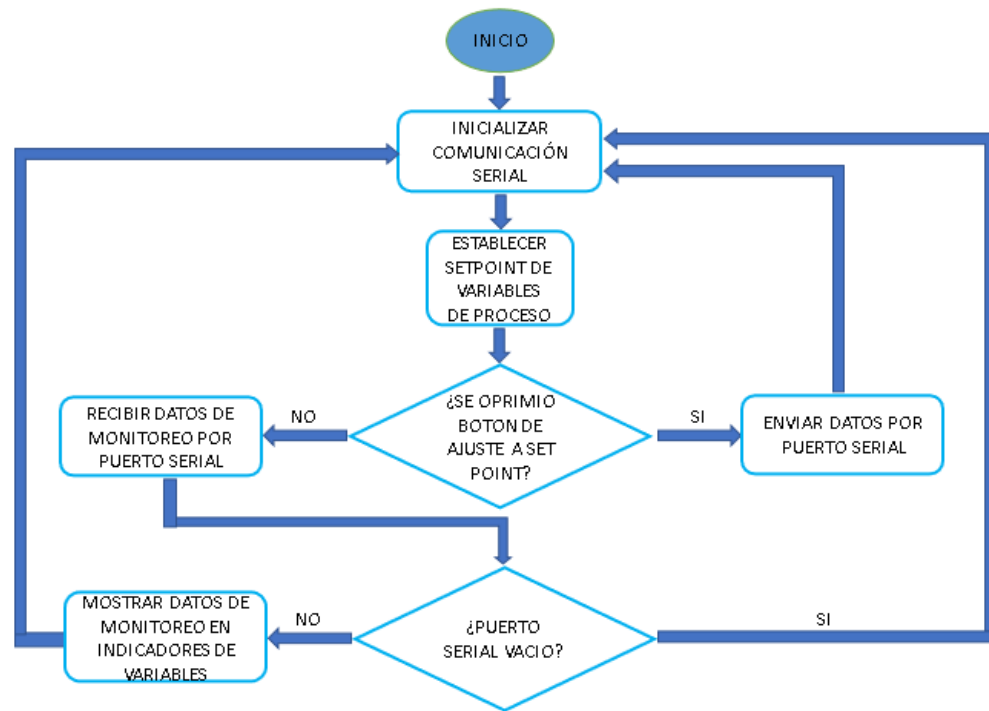 INICIO
INICIALIZAR
COMUNICACIÓN
SERIAL
ESTABLECER
SETPOINT DE
VARIABLES
DE PROCESO
¿SE OPRIMIO
BOTON DE
AJUSTE A SET
POINT?
NO
SI
RECIBIR DATOS DE
MONITOREO POR
PUERTO SERIAL
ENVIAR DATOS POR
PUERTO SERIAL
¿PUERTO
SERIAL VACIO?
NO
SI
MOSTRAR DATOS DE
MONITOREO EN
INDICADORES DE
VARIABLES